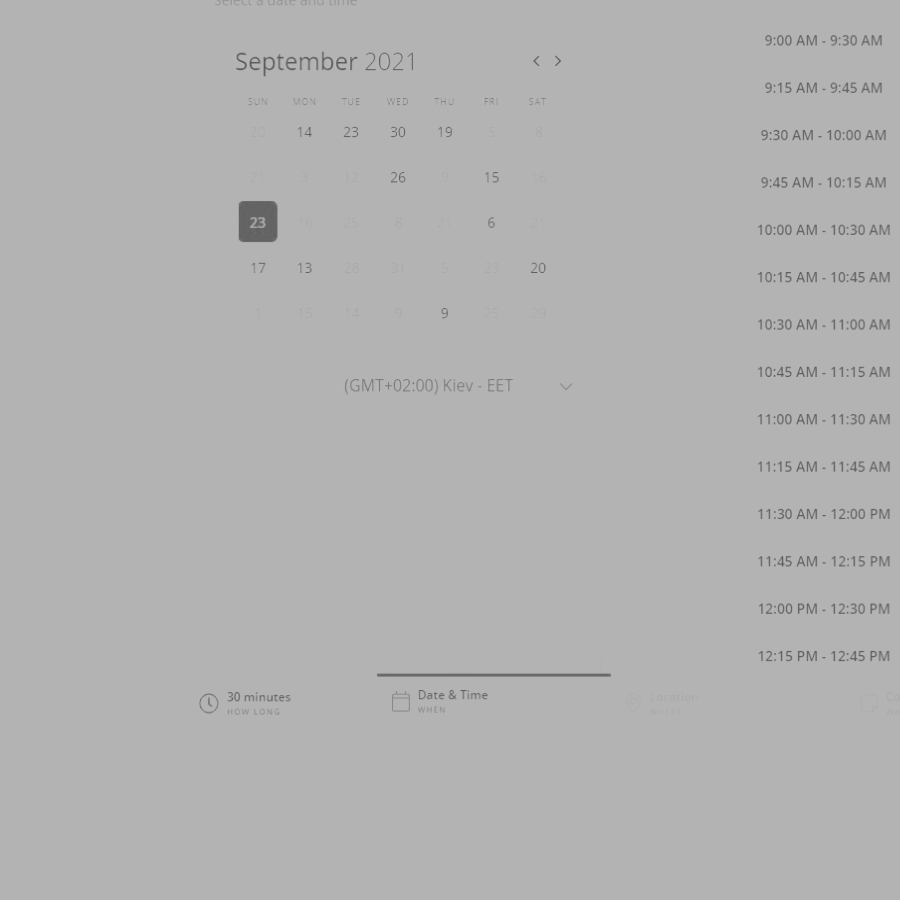 Select a date and time
September 2021
SUN MON TUE WED THU FRI SAT
20 14 23 30 19 5 8
21 12 26 9 15 16
23 16 25 8 21 6 21
17 13 28 31 5 23 20
1 15 14 9 9 25 29
(GMT+02:00) Kiev - EET
9:00 AM - 9:30 AM
9:15 AM - 9:45 AM
9:30 AM - 10:00 AM
9:45 AM - 10:15 AM
10:00 AM - 10:30 AM
10:15 AM - 10:45 AM
10:30 AM - 11:00 AM
10:45 AM - 11:15 AM
11:00 AM - 11:30 AM
11:15 AM - 11:45 AM
11:30 AM - 12:00 PM
11:45 AM - 12:15 PM
12:00 PM - 12:30 PM
12:15 PM - 12:45 PM
30 minutes
HOW LONG
Date & Time
WHEN
Location